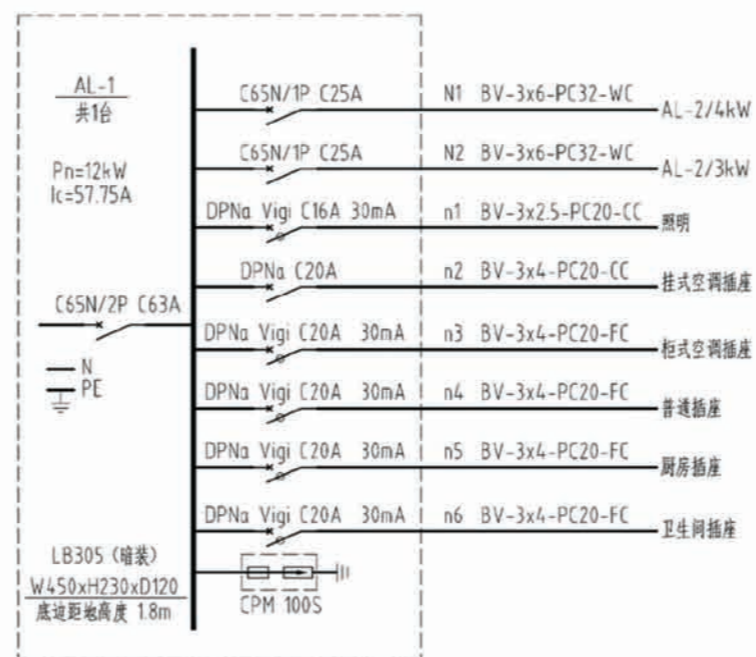 AL-1
共1台
Pn=12kW
Ic=57.75A
C65N/2P C63A
N
PE
LB305 (暗装)
W450xH230xD120
底边距地高度 1.8m
C65N/1P C25A N1 BV-3x6-PC32-WC AL-2/4kW
C65N/1P C25A N2 BV-3x6-PC32-WC AL-2/3kW
DPNa Vigi C16A 30mA n1 BV-3x2.5-PC20-CC 照明
DPNa C20A n2 BV-3x4-PC20-CC 挂式空调插座
DPNa Vigi C20A 30mA n3 BV-3x4-PC20-FC 柜式空调插座
DPNa Vigi C20A 30mA n4 BV-3x4-PC20-FC 普通插座
DPNa Vigi C20A 30mA n5 BV-3x4-PC20-FC 厨房插座
DPNa Vigi C20A 30mA n6 BV-3x4-PC20-FC 卫生间插座
CPM 100S